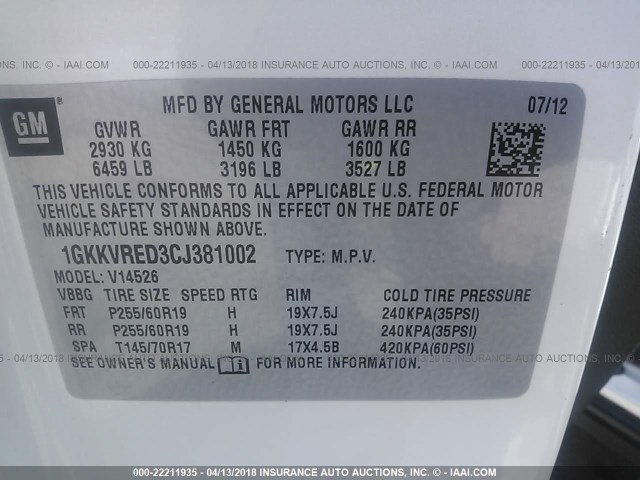 000-22211935 - 04/13/2018 INSURANCE AUTO AUCTIONS, INC. © - IAAI.COM
GM ®
MFD BY GENERAL MOTORS LLC 07/12
GVWR GAWR FRT GAWR RR
2930 KG 1450 KG 1600 KG
6459 LB 3196 LB 3527 LB
THIS VEHICLE CONFORMS TO ALL APPLICABLE U.S. FEDERAL MOTOR
VEHICLE SAFETY STANDARDS IN EFFECT ON THE DATE OF
MANUFACTURE SHOWN ABOVE.
1GKKVRED3CJ381002 TYPE: M.P.V.
MODEL: V14526
VBBG TIRE SIZE SPEED RTG RIM COLD TIRE PRESSURE
FRT P255/60R19 H 19X7.5J 240KPA(35PSI)
RR P255/60R19 H 19X7.5J 240KPA(35PSI)
SPA T145/70R17 M 17X4.5B 420KPA(60PSI)
SEE OWNER'S MANUAL i FOR MORE INFORMATION.
000-22211935 - 04/13/2018 INSURANCE AUTO AUCTIONS, INC. © - IAAI.COM